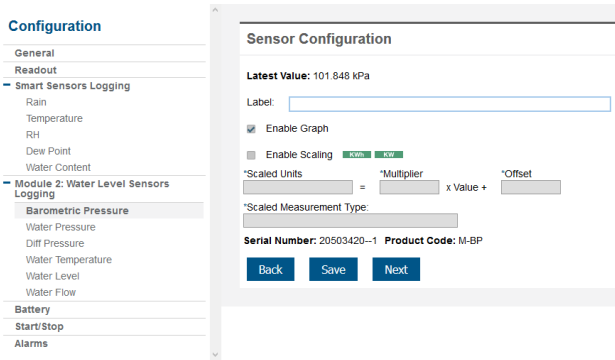 Configuration
General
Readout
Smart Sensors Logging
Rain
Temperature
RH
Dew Point
Water Content
Module 2: Water Level Sensors
Logging
Barometric Pressure
Water Pressure
Diff Pressure
Water Temperature
Water Level
Water Flow
Battery
Start/Stop
Alarms
Sensor Configuration
Latest Value: 101.848 kPa
Label:
Enable Graph
Enable Scaling KWh KW
*Scaled Units *Multiplier *Offset
= x Value +
*Scaled Measurement Type:
Serial Number: 20503420--1 Product Code: M-BP
Back Save Next